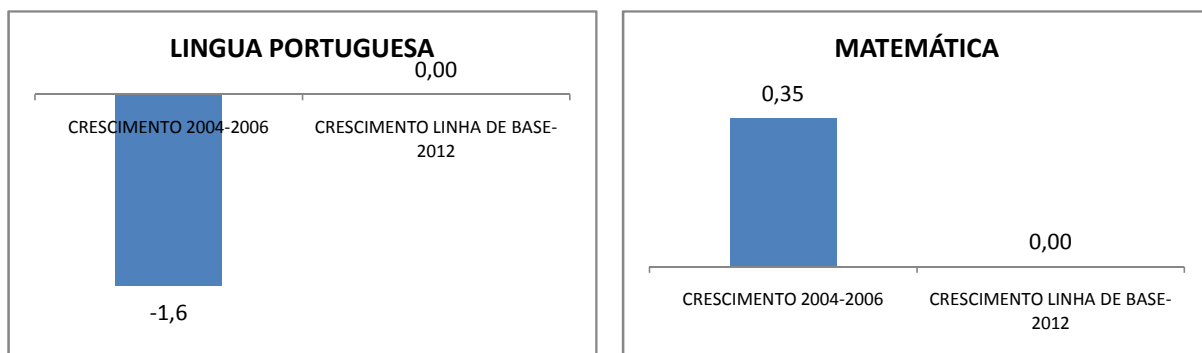 LINGUA PORTUGUESA
0,00
CRESCIMENTO 2004-2006
CRESCIMENTO LINHA DE BASE-
2012
-1,6
MATEMÁTICA
0,35
0,00
CRESCIMENTO 2004-2006
CRESCIMENTO LINHA DE BASE-
2012